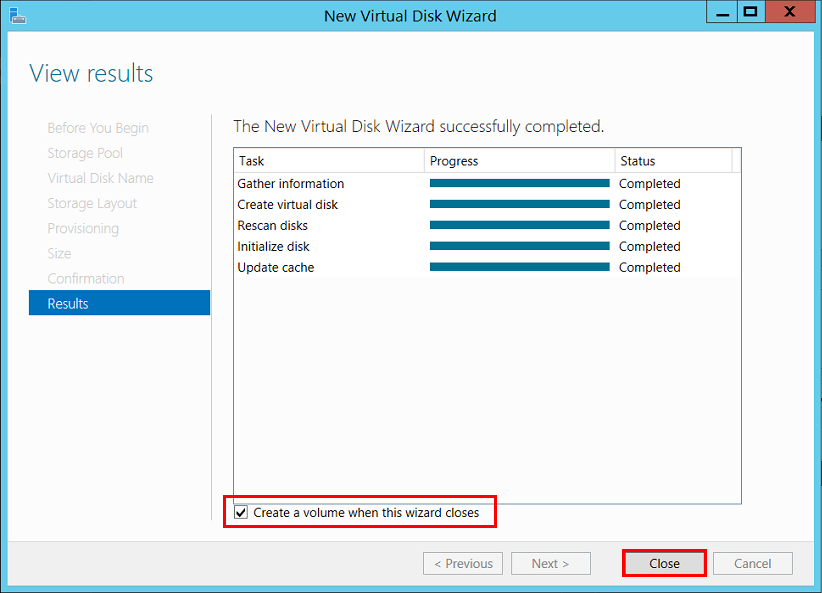 New Virtual Disk Wizard
View results
Before You Begin
Storage Pool
Virtual Disk Name
Storage Layout
Provisioning
Size
Confirmation
Results
The New Virtual Disk Wizard successfully completed.
Task Progress Status
Gather information Completed
Create virtual disk Completed
Rescan disks Completed
Initialize disk Completed
Update cache Completed
Create a volume when this wizard closes
< Previous Next > Close Cancel